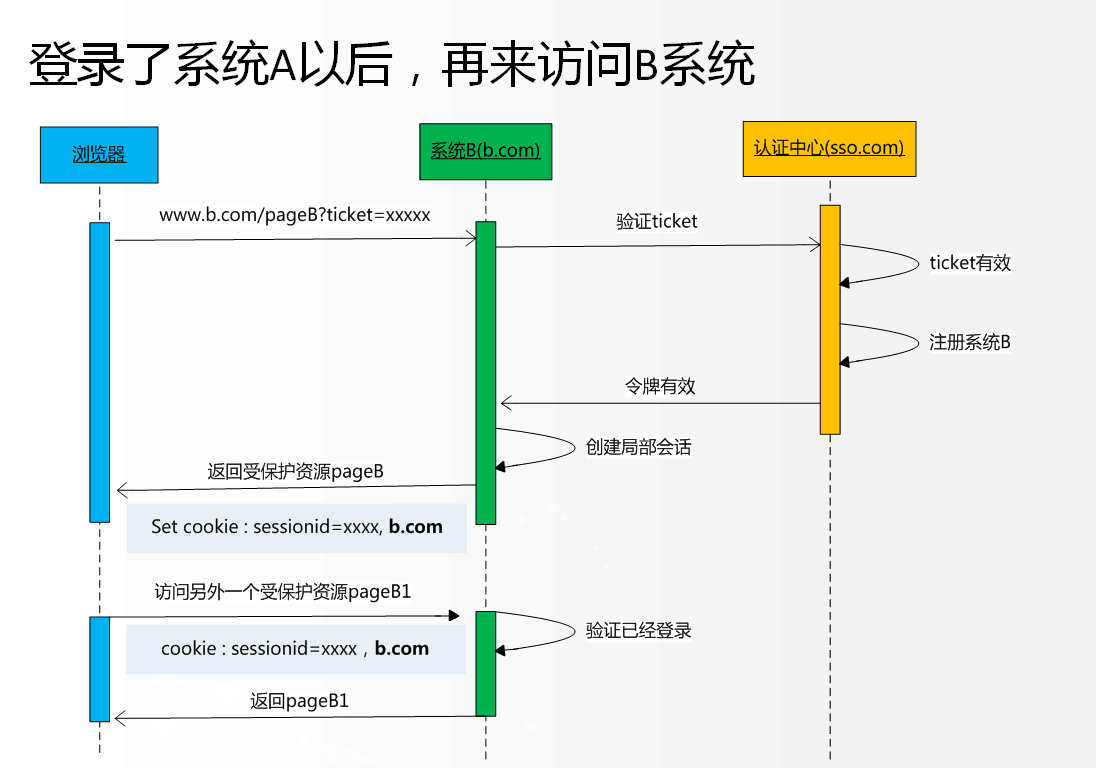 登录了系统A以后，再来访问B系统
浏览器
系统B(b.com)
认证中心(sso.com)
www.b.com/pageB?ticket=xxxxx
验证ticket
ticket有效
注册系统B
令牌有效
创建局部会话
返回受保护资源pageB
Set cookie : sessionid=xxxx, b.com
访问另外一个受保护资源pageB1
验证已经登录
cookie : sessionid=xxxx，b.com
返回pageB1